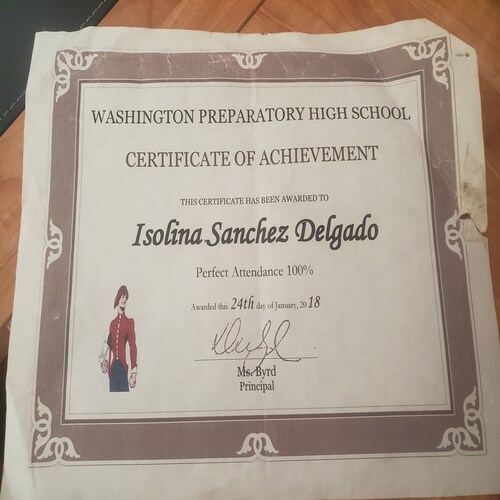 WASHINGTON PREPARATORY HIGH SCHOOL
CERTIFICATE OF ACHIEVEMENT
THIS CERTIFICATE HAS BEEN AWARDED TO
Isolina Sanchez Delgado
Perfect Attendance 100%
Awarded this 24th day of January, 2018
Ms. Byrd
Principal